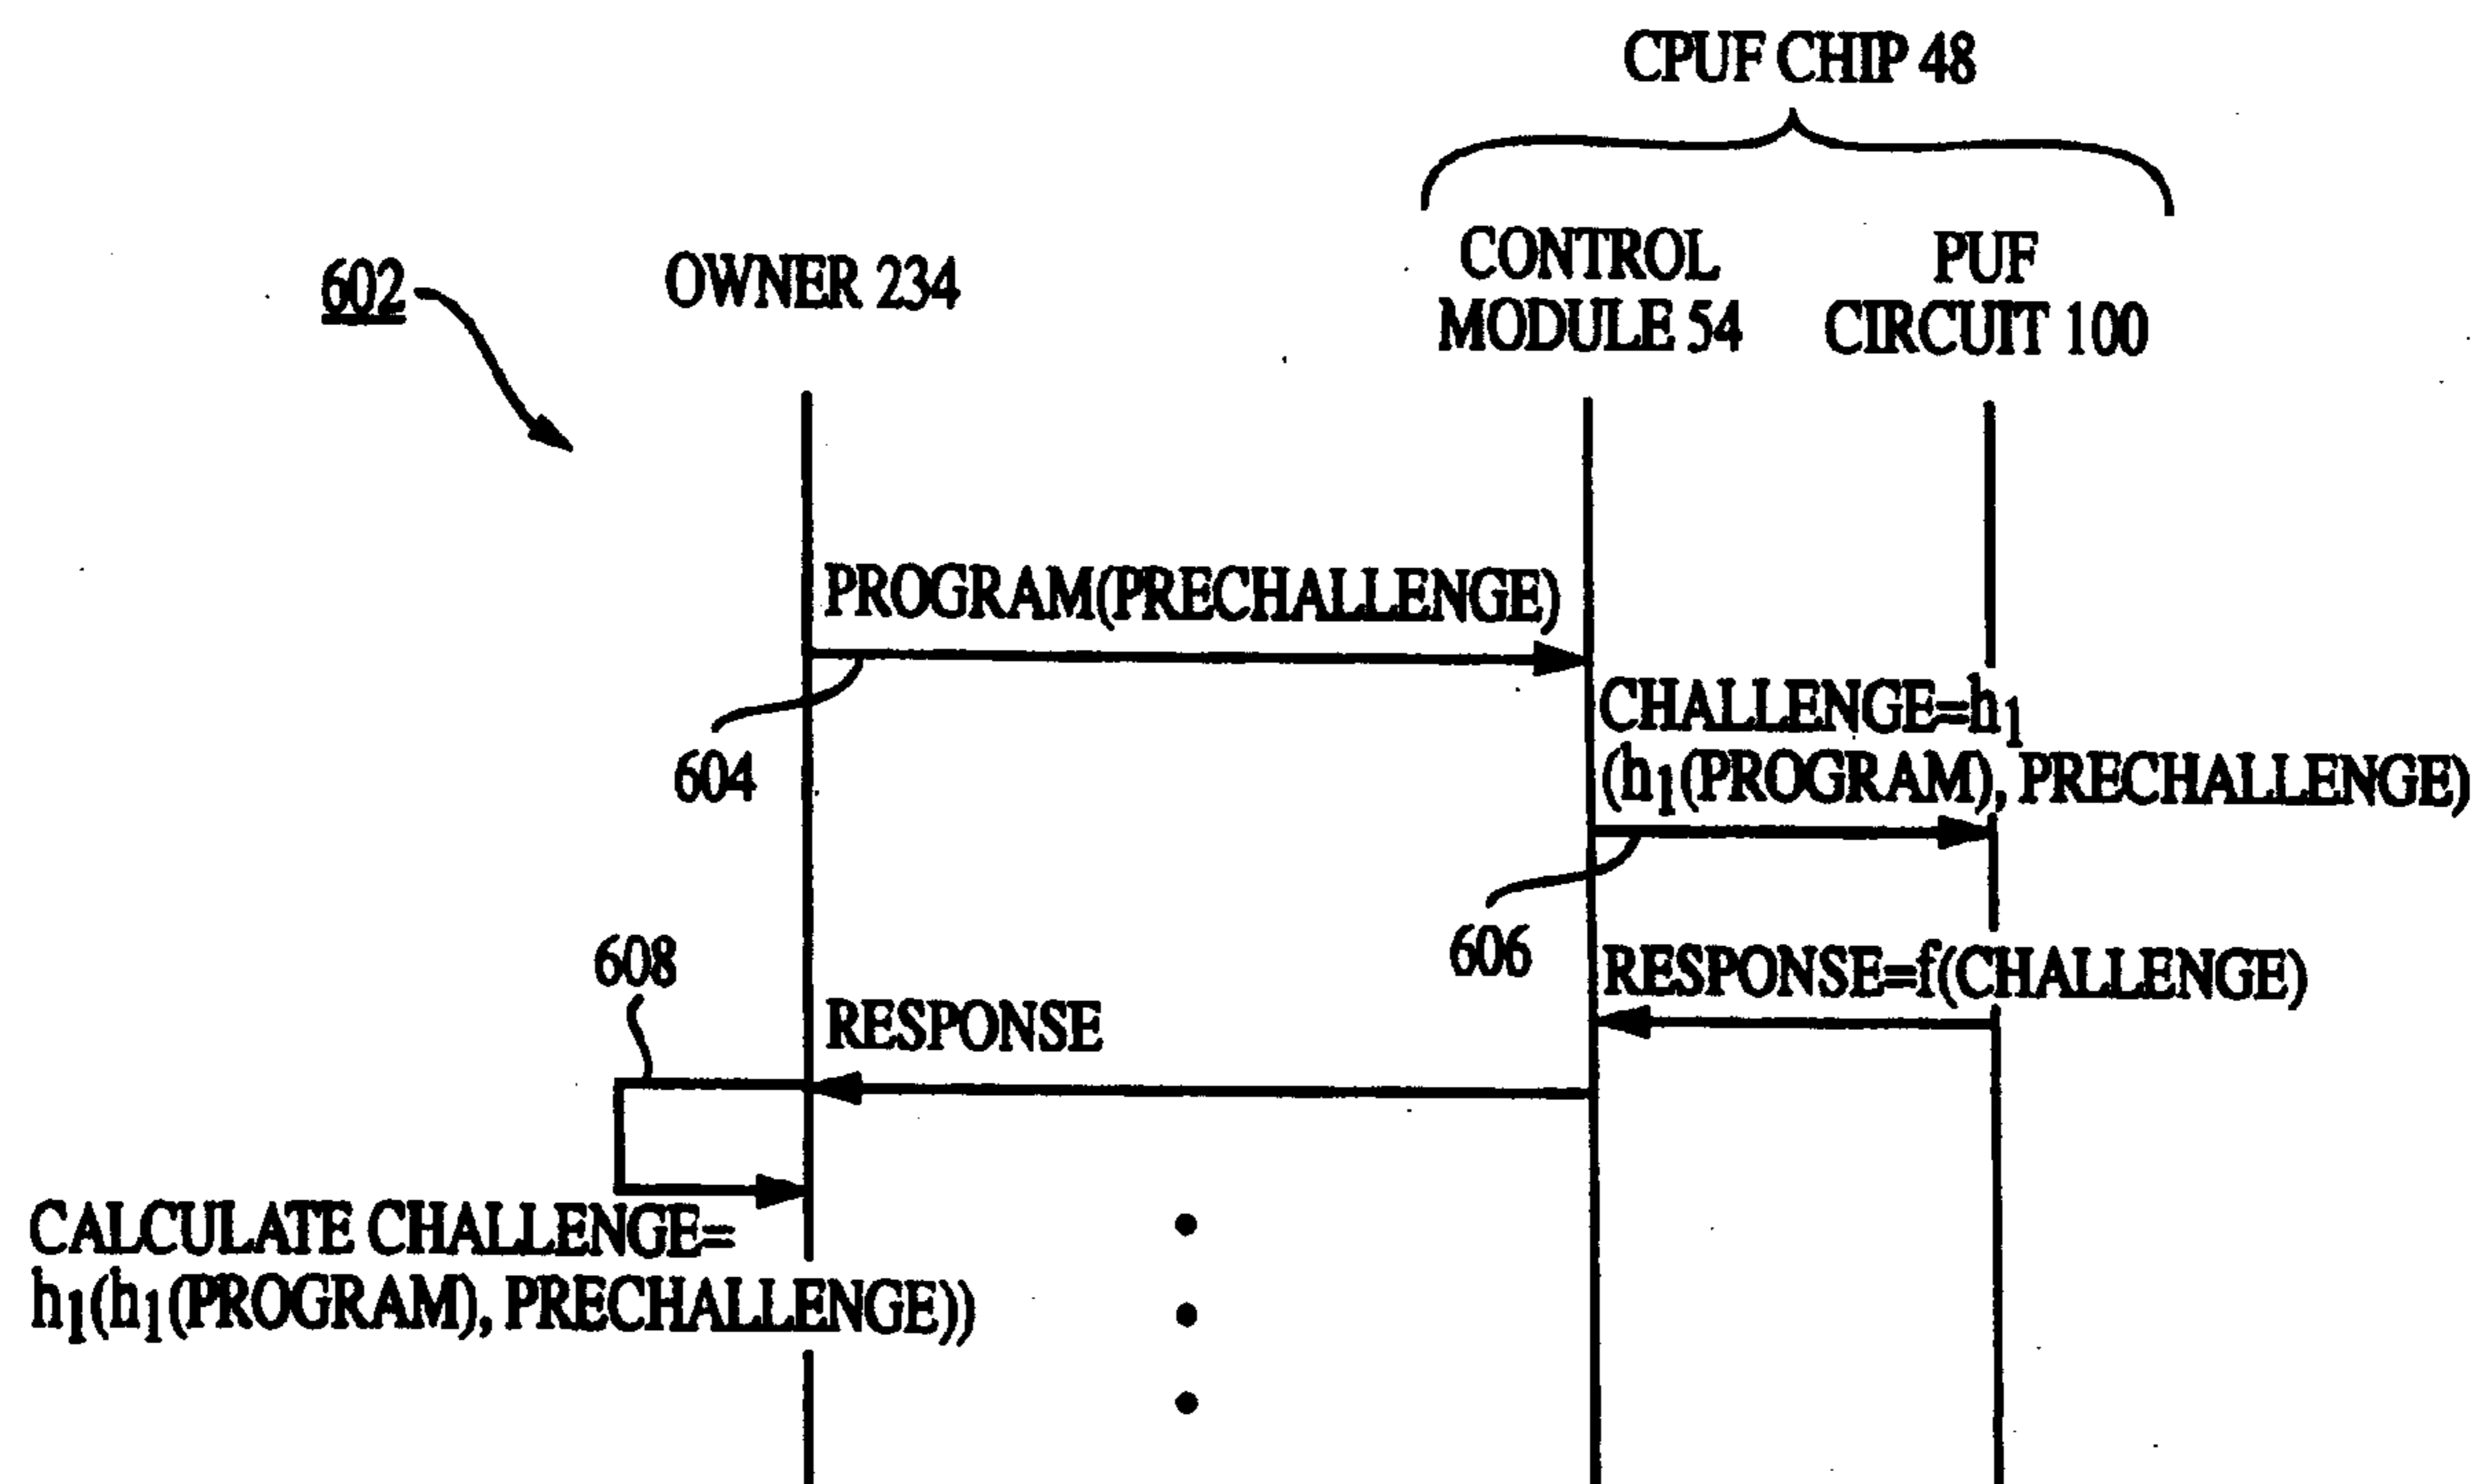 CPUF CHIP 48
602
OWNER 234
CONTROL
MODULE 54
PUF
CIRCUIT 100
PROGRAM(PRECHALLENGE)
604
CHALLENGE=h1
(h1(PROGRAM), PRECHALLENGE)
606
RESPONSE=f(CHALLENGE)
608
RESPONSE
CALCULATE CHALLENGE=
h1(h1(PROGRAM), PRECHALLENGE))